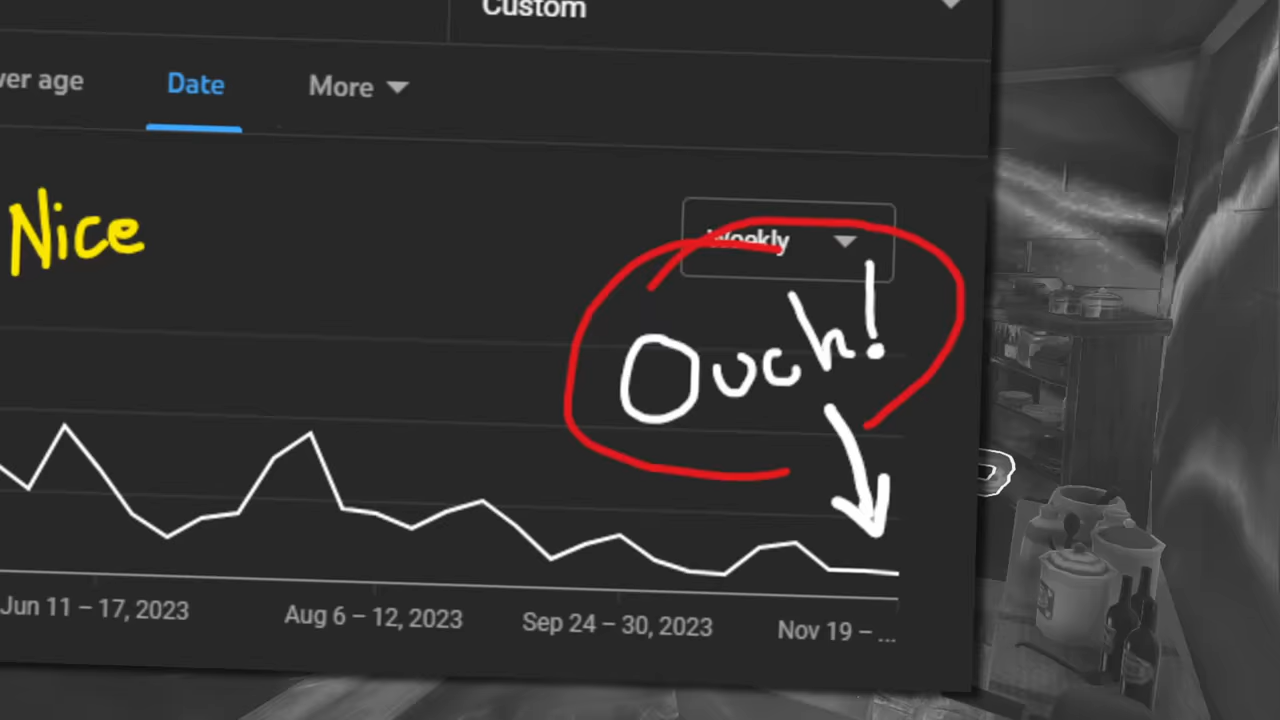 Custom
ver age
Date
More
Nice
Weekly
Ouch!
Jun 11 – 17, 2023
Aug 6 – 12, 2023
Sep 24 – 30, 2023
Nov 19 – ...